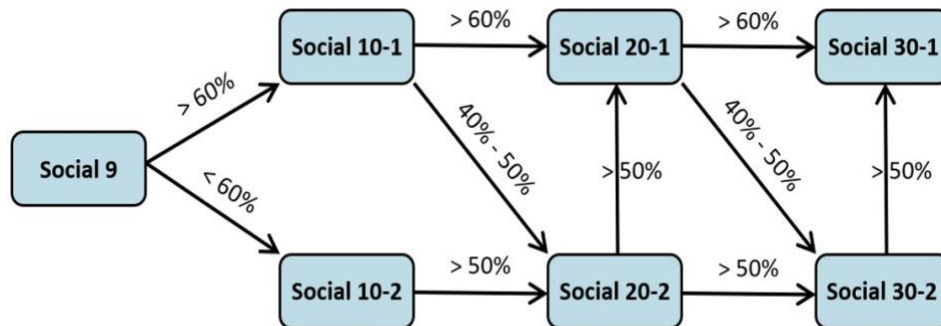 > 60%
> 60%
Social 10-1
Social 20-1
Social 30-1
> 60%
40% - 50%
40% - 50%
Social 9
> 50%
> 50%
< 60%
> 50%
> 50%
Social 10-2
Social 20-2
Social 30-2